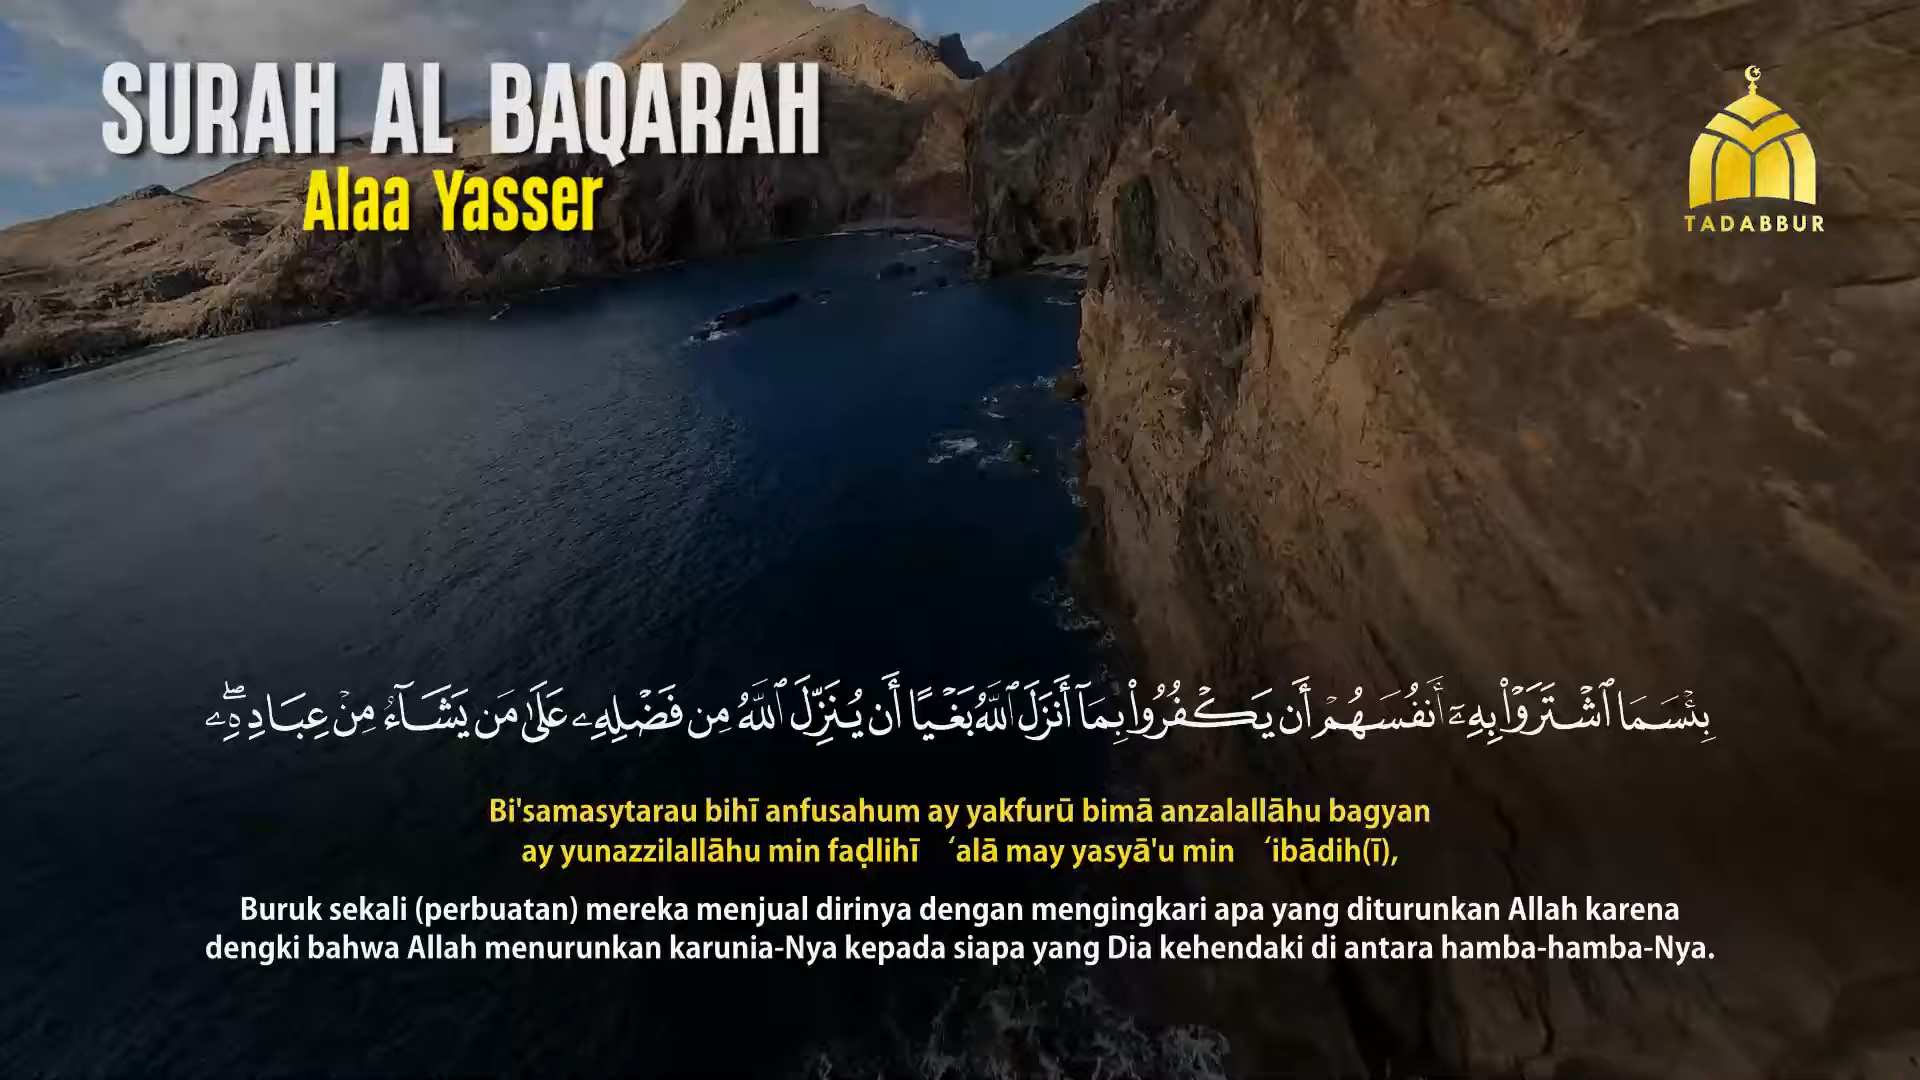 SURAH AL BAQARAH
Alaa Yasser
TADABBUR
بِئْسَمَا ٱشْتَرَوْا۟ بِهِۦٓ أَنفُسَهُمْ أَن يَكْفُرُوا۟ بِمَآ أَنزَلَ ٱللَّهُ بَغْيًا أَن يُنَزِّلَ ٱللَّهُ مِن فَضْلِهِۦ عَلَىٰ مَن يَشَآءُ مِنْ عِبَادِهِۦ ۖ
Bi'samasytarau bihī anfusahum ay yakfurū bimā anzalallāhu bagyan
ay yunazzilallāhu min faḍlihī ‘alā may yasyā'u min ‘ibādih(ī),
Buruk sekali (perbuatan) mereka menjual dirinya dengan mengingkari apa yang diturunkan Allah karena
dengki bahwa Allah menurunkan karunia-Nya kepada siapa yang Dia kehendaki di antara hamba-hamba-Nya.